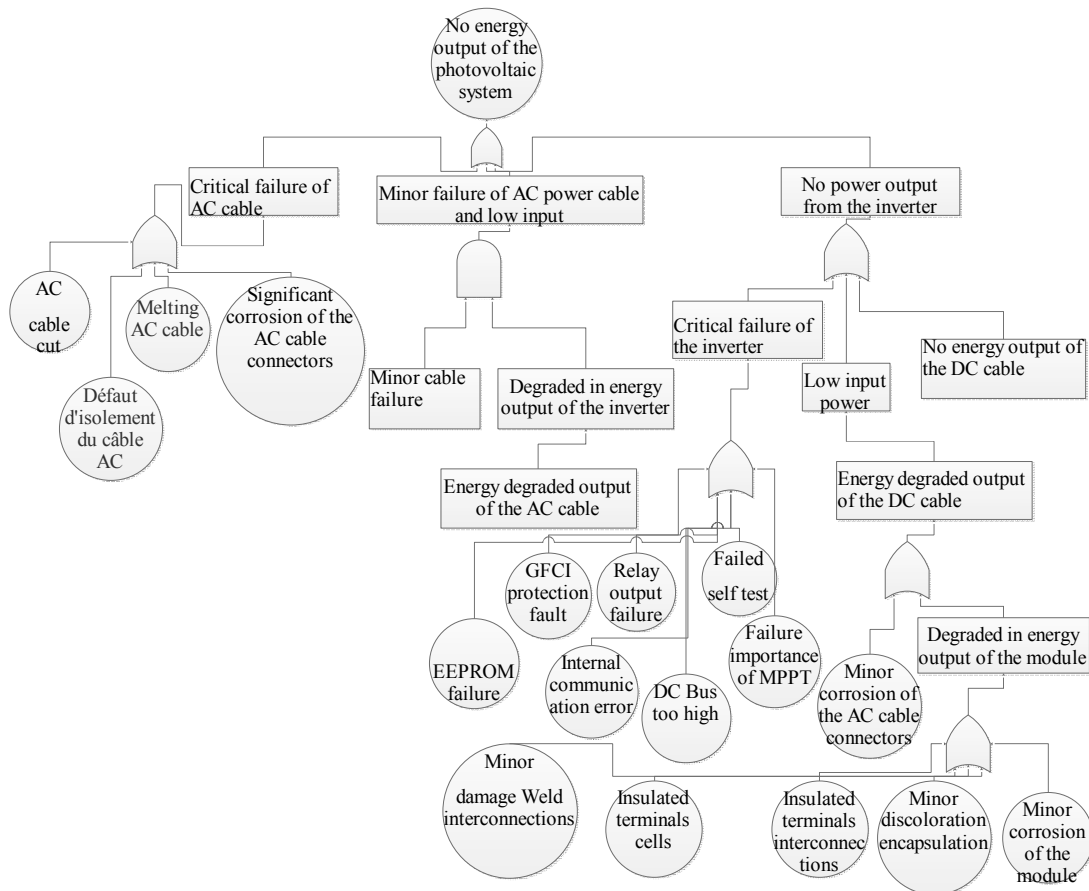 No energy
output of the
photovoltaic
system
Critical failure of
AC cable
Minor failure of AC power cable
and low input
No power output
from the inverter
AC
cable
cut
Melting
AC cable
Significant
corrosion of the
AC cable
connectors
Défaut
d'isolement
du câble
AC
Minor cable
failure
Degraded in energy
output of the inverter
Critical failure of
the inverter
Low input
power
No energy output of
the DC cable
Energy degraded output
of the AC cable
Energy degraded output
of the DC cable
GFCI
protection
fault
Relay
output
failure
Failed
self test
EEPROM
failure
Internal
communic
ation error
DC Bus
too high
Failure
importance
of MPPT
Minor
corrosion of
the AC cable
connectors
Degraded in energy
output of the module
Minor
damage Weld
interconnections
Insulated
terminals
cells
Insulated
terminals
interconnec
tions
Minor
discoloration
encapsulation
Minor
corrosion
of the
module